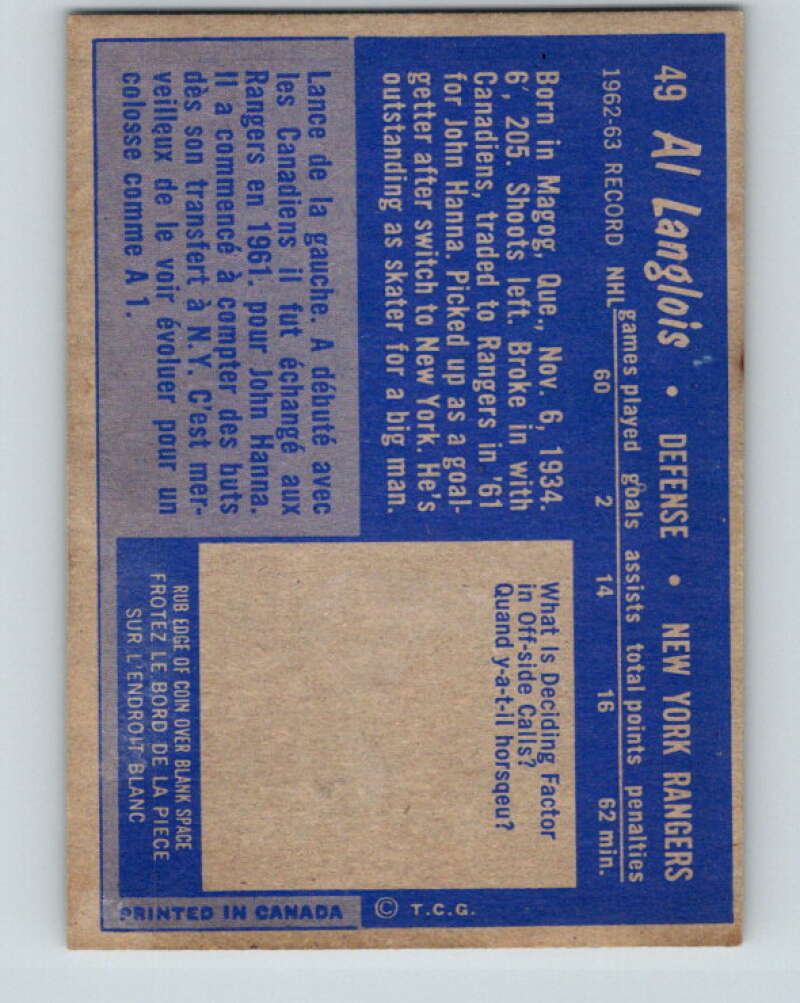 49 Al Langlois • DEFENSE • NEW YORK RANGERS
1962-63 RECORD NHL games played goals assists total points penalties
60 2 14 16 62 min.
Born in Magog, Que., Nov. 6, 1934.
6', 205. Shoots left. Broke in with
Canadiens, traded to Rangers in '61
for John Hanna. Picked up as a goal-
getter after switch to New York. He's
outstanding as skater for a big man.
Lance de la gauche. A débuté avec
les Canadiens il fut échangé aux
Rangers en 1961. pour John Hanna.
Il a commencé à compter des buts
dès son transfert à N.Y. C'est mer-
veilleux de le voir évoluer pour un
colosse comme A 1.
What Is Deciding Factor
in Off-side Calls?
Quand y-a-t-il horsqeu?
RUB EDGE OF COIN OVER BLANK SPACE
FROTEZ LE BORD DE LA PIECE
SUR L'ENDROIT BLANC
PRINTED IN CANADA
© T.C.G.